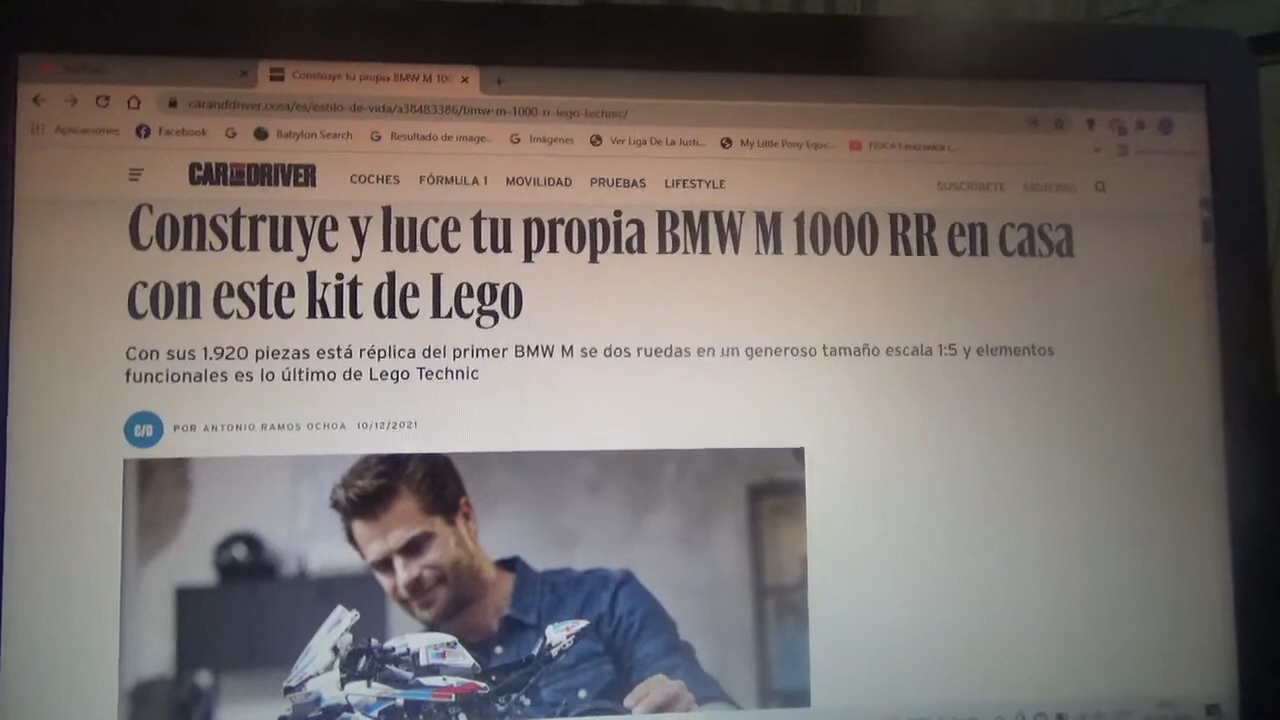 Construye tu propia BMW M 100
caranddriver.com/es/estilo-de-vida/a38483386/bmw-m-1000-rr-lego-technic/
Aplicaciones Facebook Babylon Search Resultado de image... Imágenes Ver Liga De La Justi... My Little Pony Eque...
CAR AND DRIVER COCHES FÓRMULA 1 MOVILIDAD PRUEBAS LIFESTYLE SUSCRÍBETE
Construye y luce tu propia BMW M 1000 RR en casa
con este kit de Lego
Con sus 1.920 piezas está réplica del primer BMW M se dos ruedas en un generoso tamaño escala 1:5 y elementos
funcionales es lo último de Lego Technic
C/D POR ANTONIO RAMOS OCHOA 10/12/2021